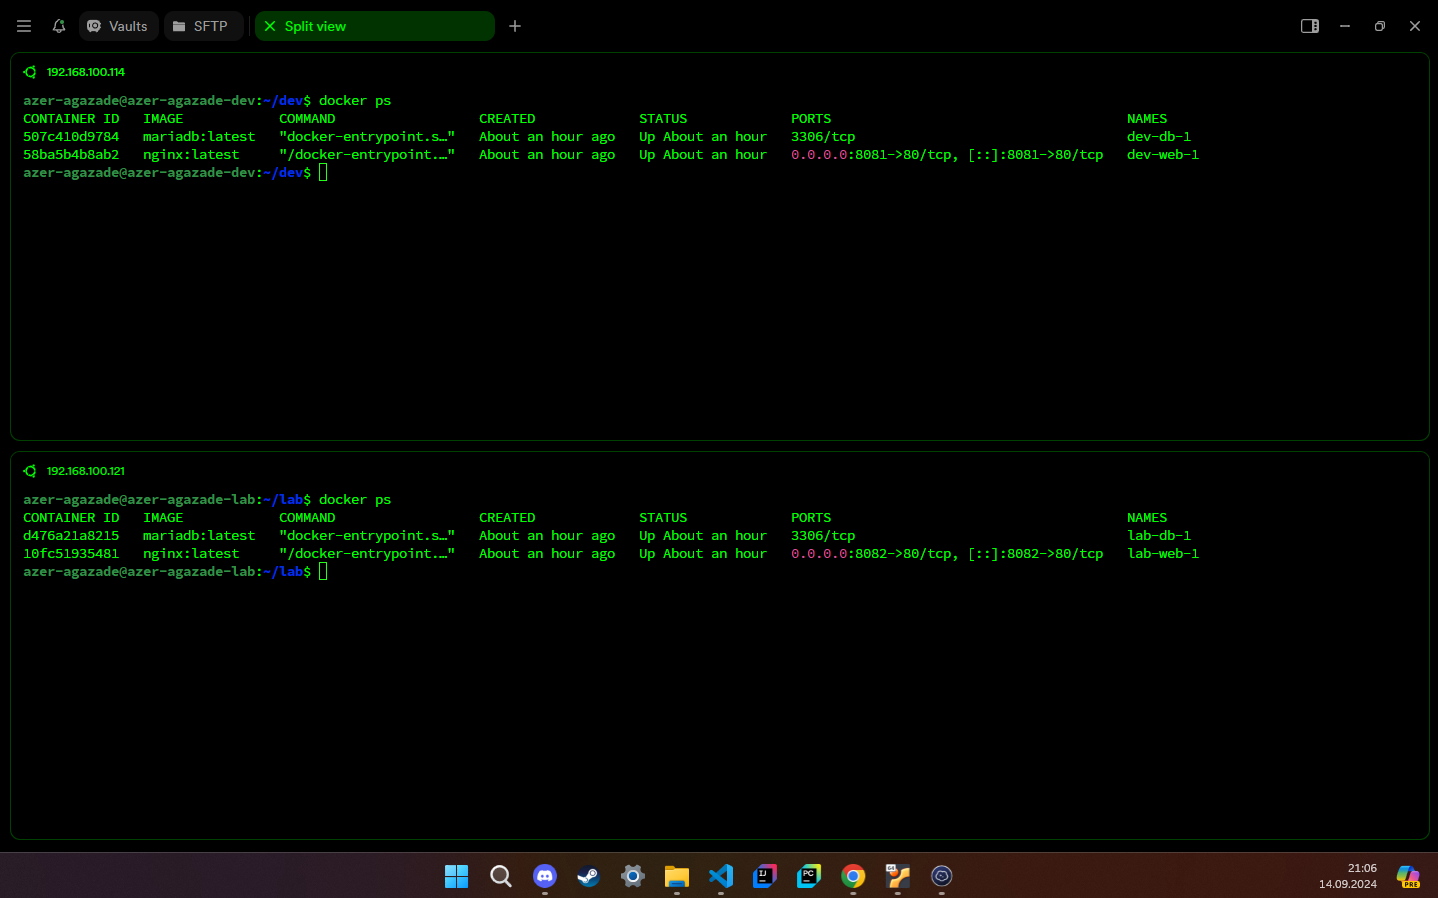 Vaults SFTP Split view
192.168.100.114
azer-agazade@azer-agazade-dev:~/dev$ docker ps
CONTAINER ID IMAGE COMMAND CREATED STATUS PORTS NAMES
507c410d9784 mariadb:latest "docker-entrypoint.s…" About an hour ago Up About an hour 3306/tcp dev-db-1
58ba5b4b8ab2 nginx:latest "/docker-entrypoint.…" About an hour ago Up About an hour 0.0.0.0:8081->80/tcp, [::]:8081->80/tcp dev-web-1
azer-agazade@azer-agazade-dev:~/dev$
192.168.100.121
azer-agazade@azer-agazade-lab:~/lab$ docker ps
CONTAINER ID IMAGE COMMAND CREATED STATUS PORTS NAMES
d476a21a8215 mariadb:latest "docker-entrypoint.s…" About an hour ago Up About an hour 3306/tcp lab-db-1
10fc51935481 nginx:latest "/docker-entrypoint.…" About an hour ago Up About an hour 0.0.0.0:8082->80/tcp, [::]:8082->80/tcp lab-web-1
azer-agazade@azer-agazade-lab:~/lab$
IJ PC 64
21:06
14.09.2024
PRE